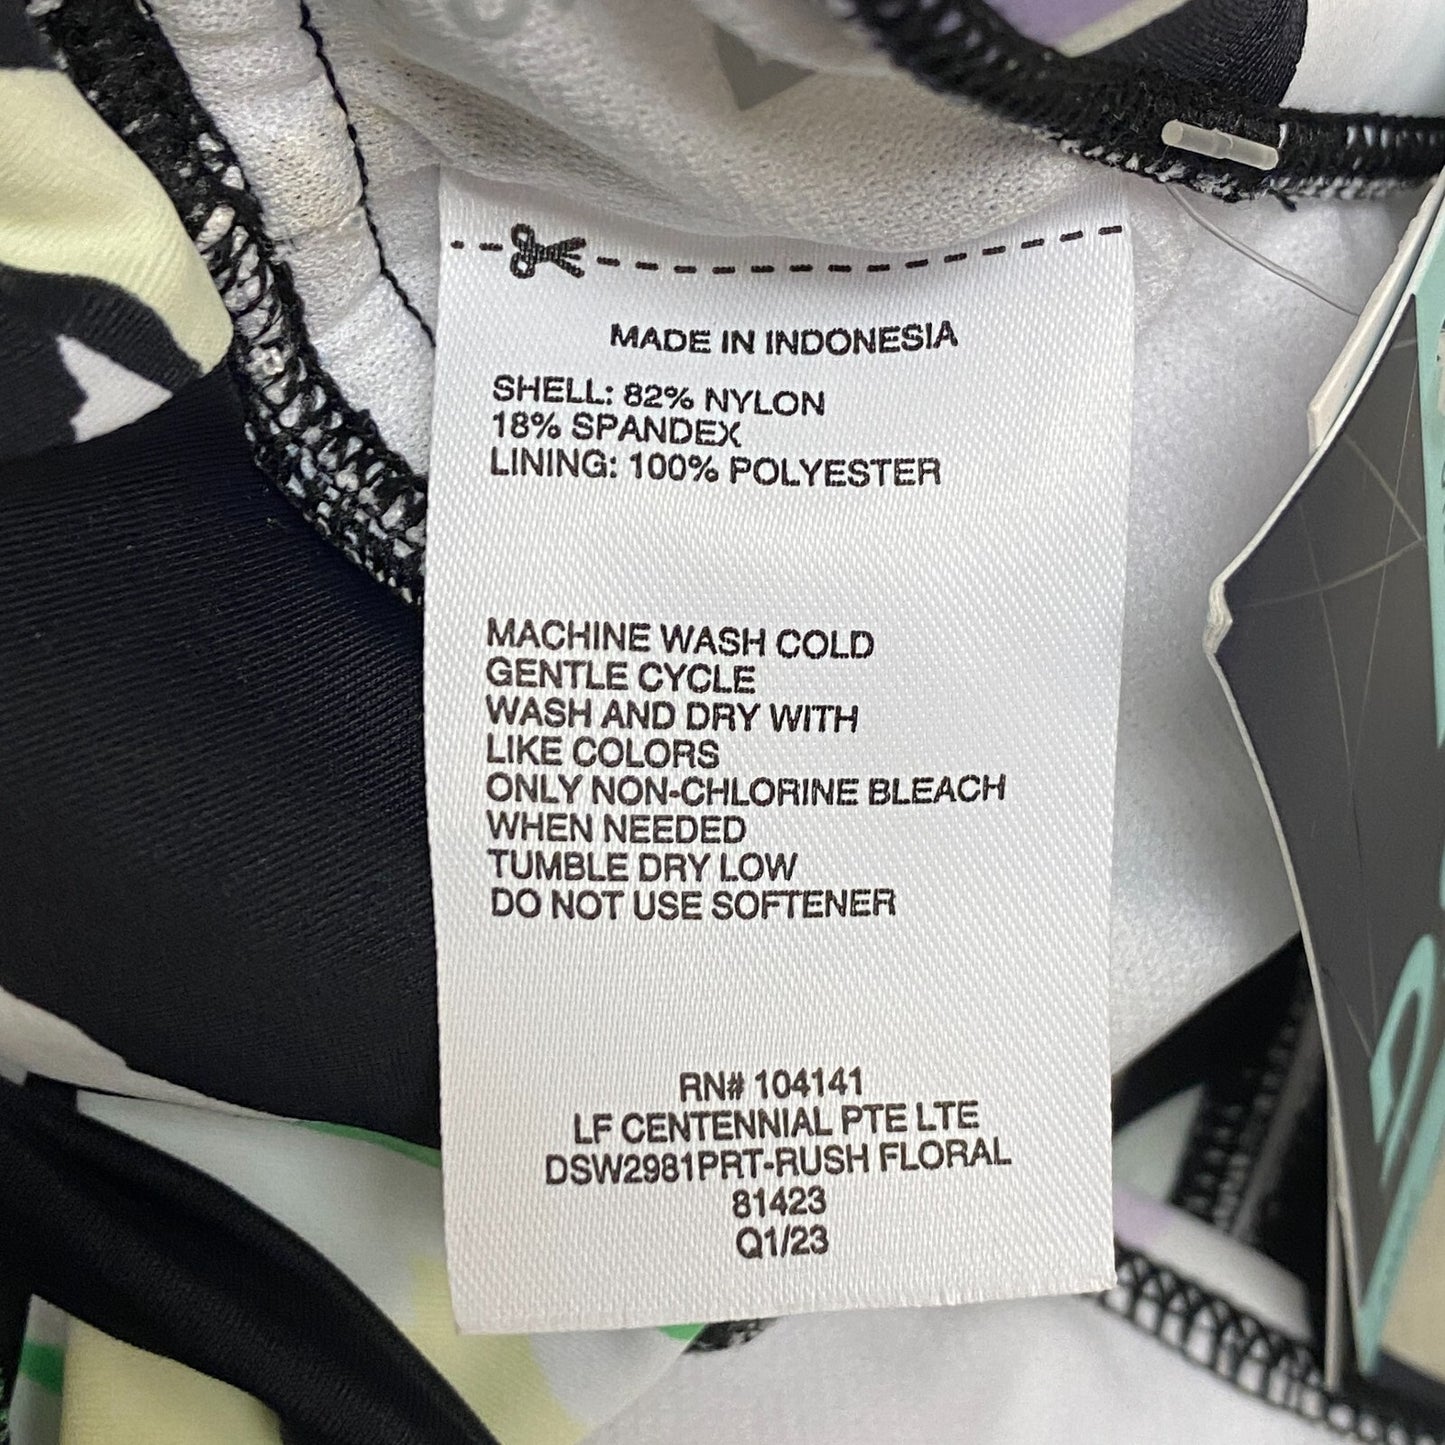 MADE IN INDONESIA
SHELL: 82% NYLON
18% SPANDEX
LINING: 100% POLYESTER
MACHINE WASH COLD
GENTLE CYCLE
WASH AND DRY WITH
LIKE COLORS
ONLY NON-CHLORINE BLEACH
WHEN NEEDED
TUMBLE DRY LOW
DO NOT USE SOFTENER
RN# 104141
LF CENTENNIAL PTE LTE
DSW2981PRT-RUSH FLORAL
81423
Q1/23